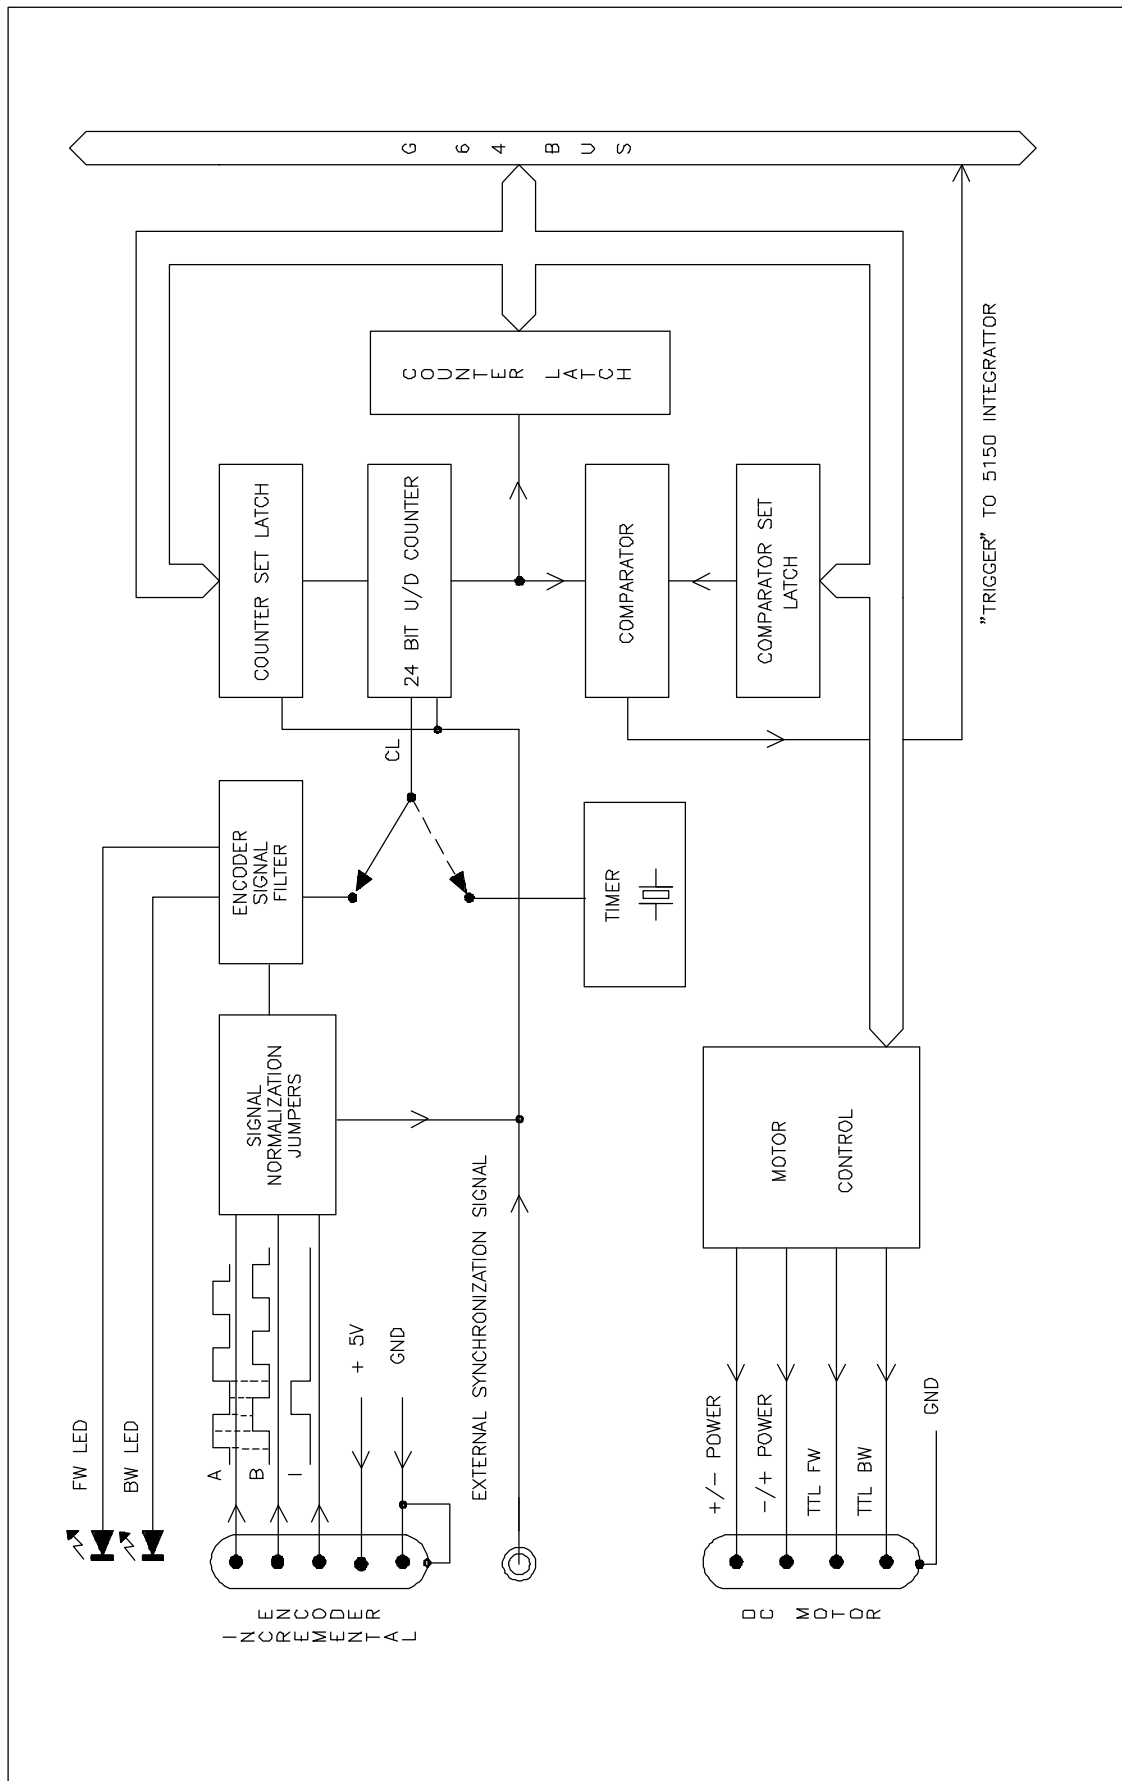 G 64 BUS
COUNTER LATCH
COUNTER SET LATCH
24 BIT U/D COUNTER
COMPARATOR
COMPARATOR SET
LATCH
"TRIGGER" TO 5150 INTEGRATTOR
CL
ENCODER
SIGNAL
FILTER
TIMER
SIGNAL
NORMALIZATION
JUMPERS
MOTOR
CONTROL
FW LED
BW LED
A
B
I
+ 5V
GND
EXTERNAL SYNCHRONIZATION SIGNAL
+/- POWER
-/+ POWER
TTL FW
TTL BW
GND
INCREMENTAL
ENCODER
DC MOTOR